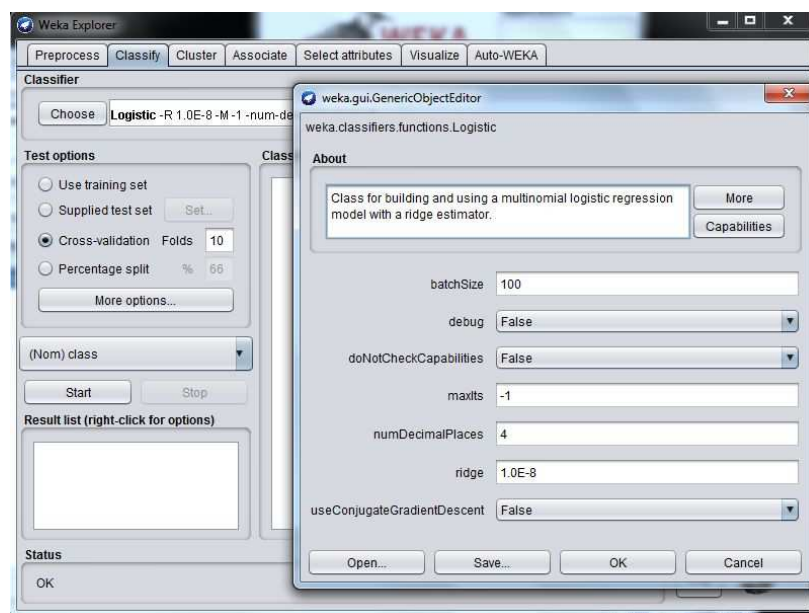 Weka Explorer
WEKA
Preprocess Classify Cluster Associate Select attributes Visualize Auto-WEKA
Classifier
Choose Logistic -R 1.0E-8 -M -1 -num-de
weka.gui.GenericObjectEditor
weka.classifiers.functions.Logistic
Test options
Class
About
Use training set
Supplied test set Set...
Cross-validation Folds 10
Percentage split % 66
More options...
Class for building and using a multinomial logistic regression
model with a ridge estimator.
More
Capabilities
(Nom) class
Start Stop
Result list (right-click for options)
batchSize 100
debug False
doNotCheckCapabilities False
maxIts -1
numDecimalPlaces 4
ridge 1.0E-8
useConjugateGradientDescent False
Open... Save... OK Cancel
Status
OK